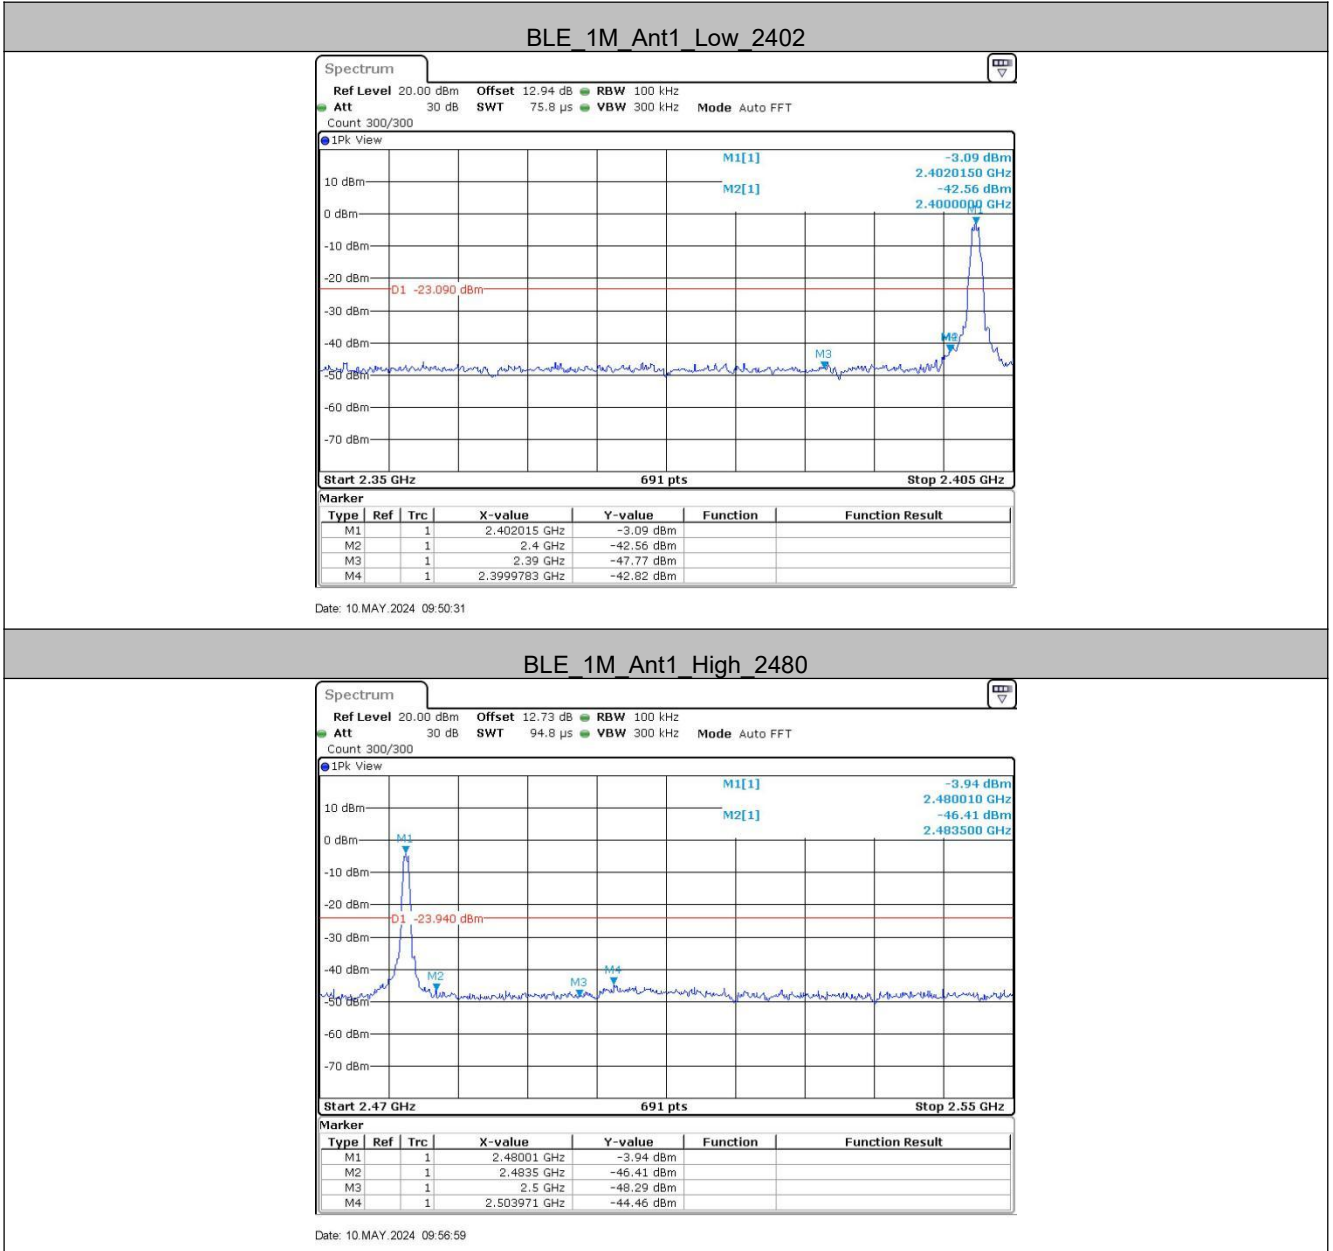 BLE_1M_Ant1_Low_2402
Spectrum
Ref Level 20.00 dBm Offset 12.94 dB RBW 100 kHz
Att 30 dB SWT 75.8 µs VBW 300 kHz Mode Auto FFT
Count 300/300
1Pk View
M1[1] -3.09 dBm
2.4020150 GHz
10 dBm
M2[1] -42.56 dBm
2.4000000 GHz
M1
0 dBm
-10 dBm
-20 dBm
D1 -23.090 dBm
-30 dBm
-40 dBm
M3
-50 dBm
-60 dBm
-70 dBm
Start 2.35 GHz 691 pts Stop 2.405 GHz
Marker
Type Ref Trc X-value Y-value Function Function Result
M1 1 2.402015 GHz -3.09 dBm
M2 1 2.4 GHz -42.56 dBm
M3 1 2.39 GHz -47.77 dBm
M4 1 2.3999783 GHz -42.82 dBm
Date: 10.MAY.2024 09:50:31
BLE_1M_Ant1_High_2480
Spectrum
Ref Level 20.00 dBm Offset 12.73 dB RBW 100 kHz
Att 30 dB SWT 94.8 µs VBW 300 kHz Mode Auto FFT
Count 300/300
1Pk View
M1[1] -3.94 dBm
2.480010 GHz
10 dBm
M2[1] -46.41 dBm
2.483500 GHz
0 dBm
M1
-10 dBm
-20 dBm
D1 -23.940 dBm
-30 dBm
-40 dBm
M2 M3 M4
-50 dBm
-60 dBm
-70 dBm
Start 2.47 GHz 691 pts Stop 2.55 GHz
Marker
Type Ref Trc X-value Y-value Function Function Result
M1 1 2.48001 GHz -3.94 dBm
M2 1 2.4835 GHz -46.41 dBm
M3 1 2.5 GHz -48.29 dBm
M4 1 2.503971 GHz -44.46 dBm
Date: 10.MAY.2024 09:56:59